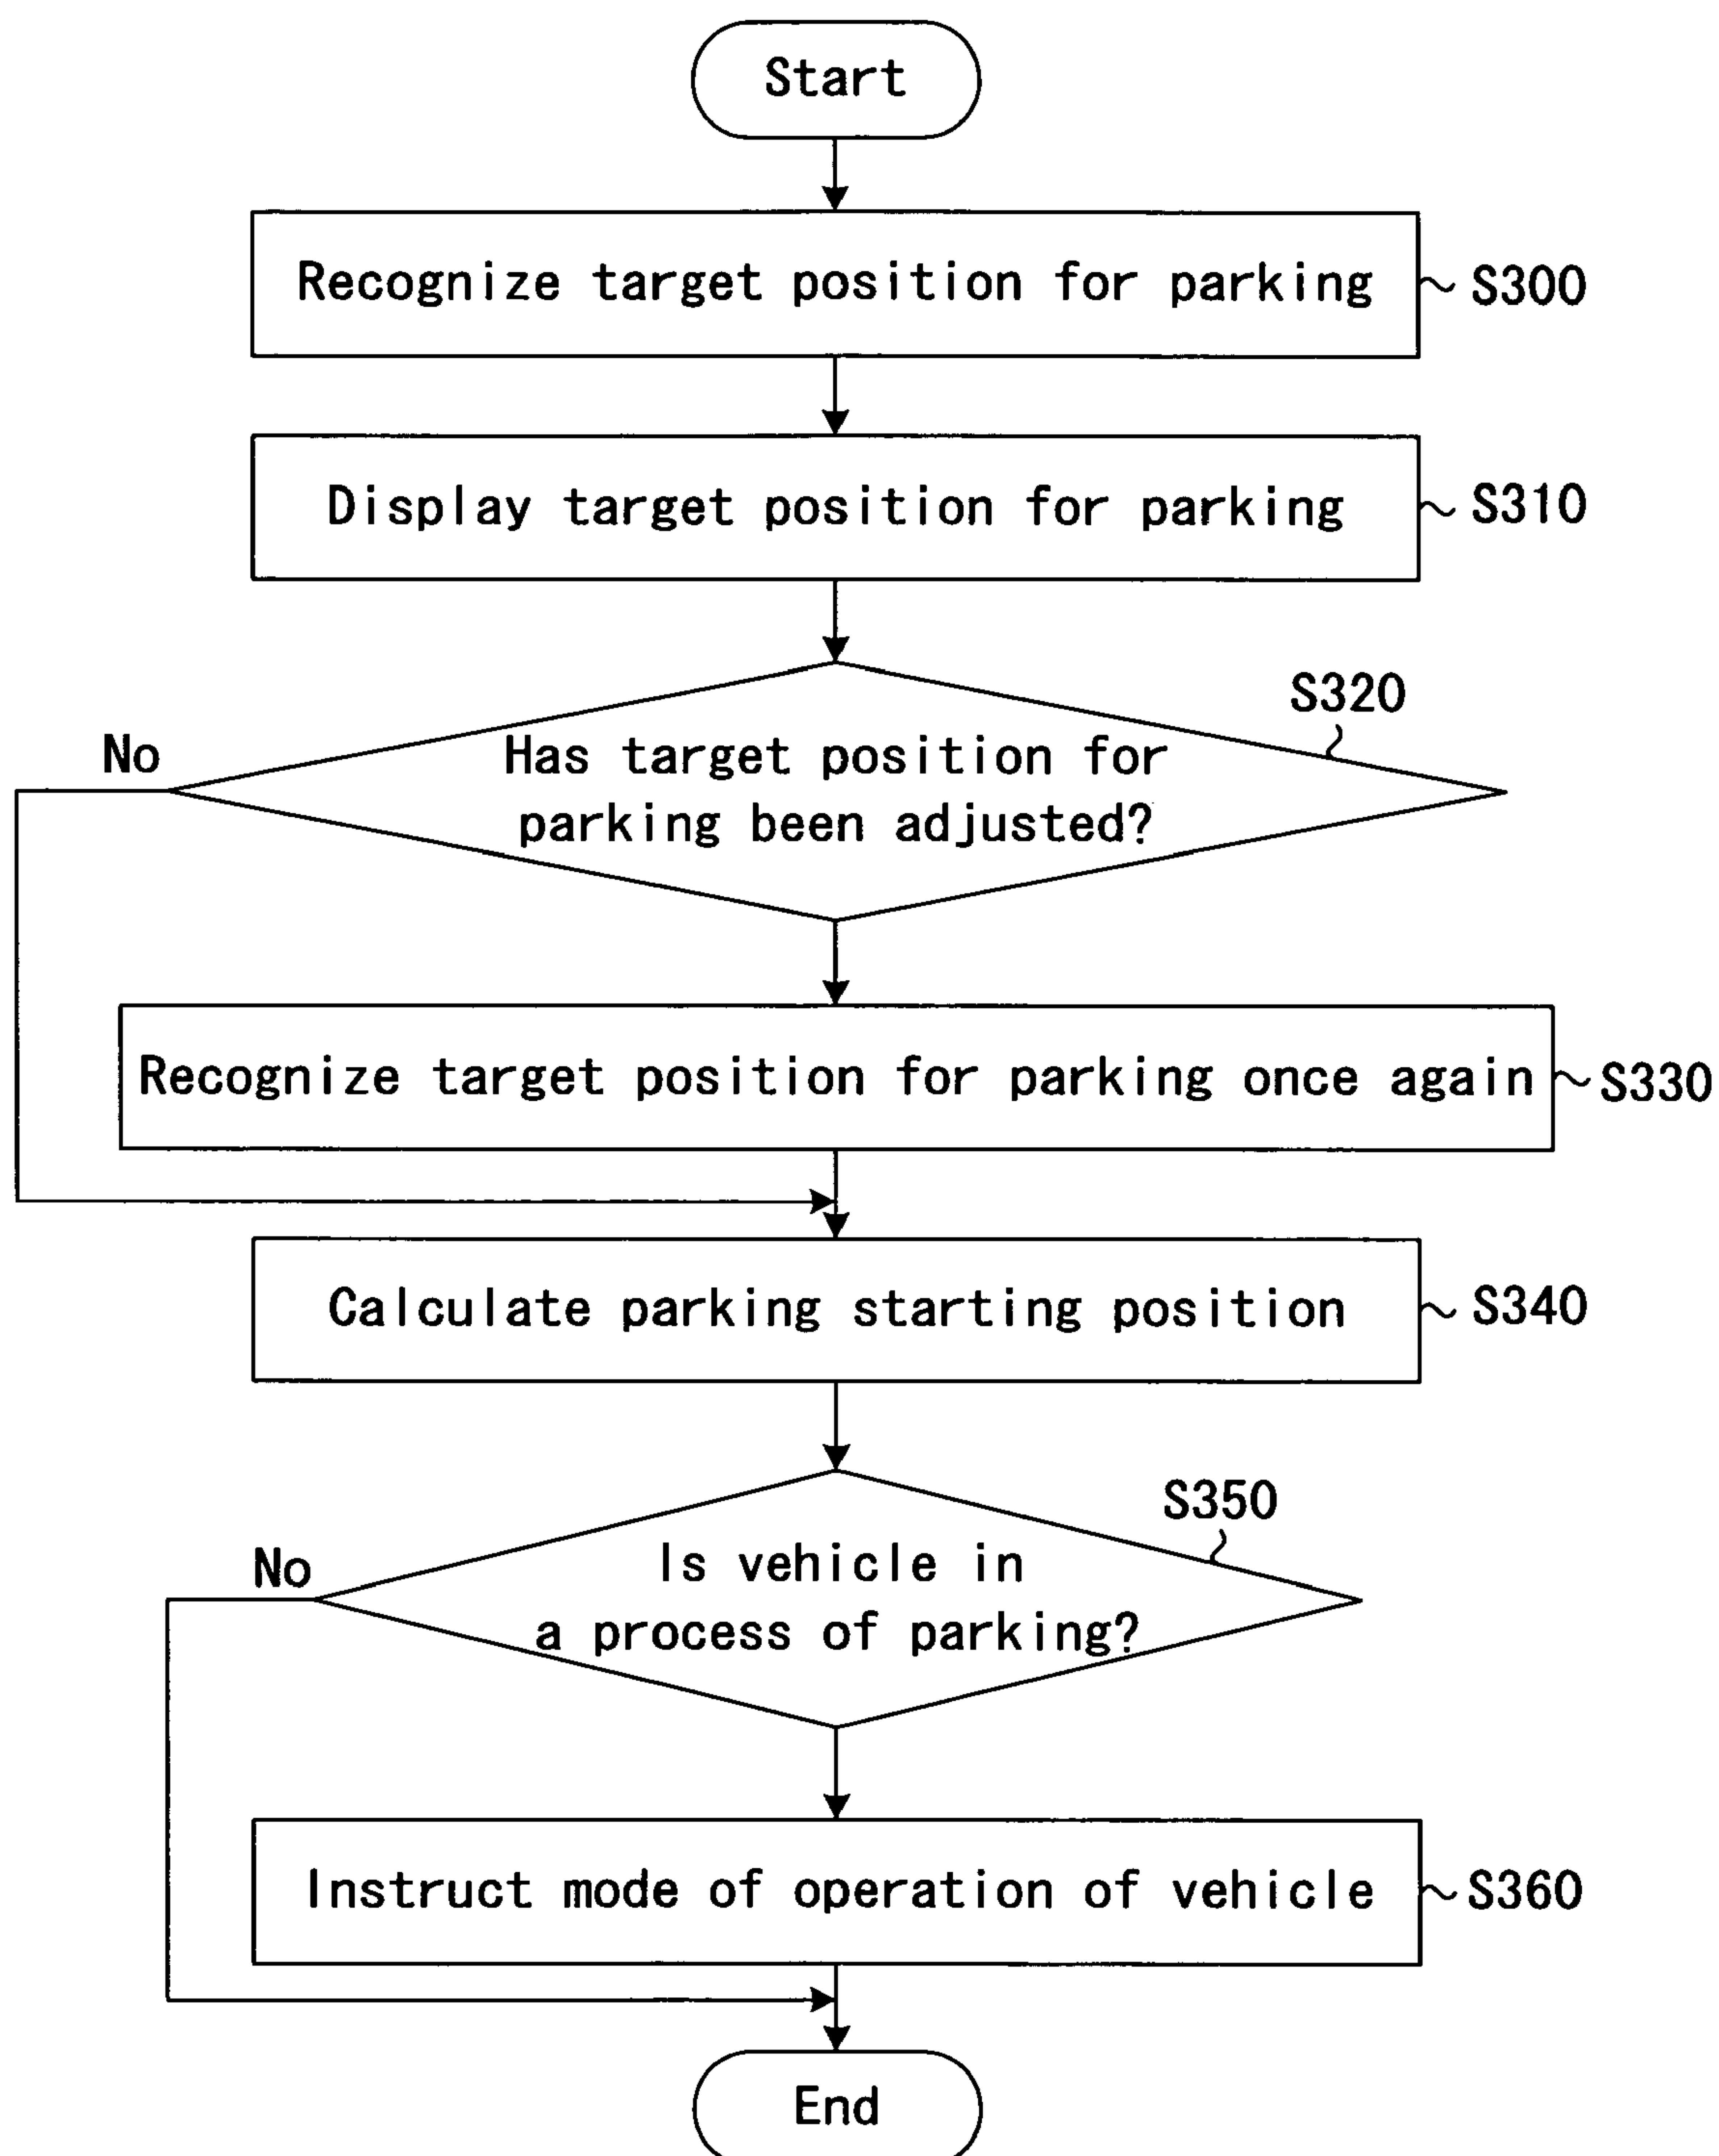 Start
Recognize target position for parking
S300
Display target position for parking
S310
S320
No
Has target position for
parking been adjusted?
Recognize target position for parking once again
S330
Calculate parking starting position
S340
S350
No
Is vehicle in
a process of parking?
Instruct mode of operation of vehicle
S360
End